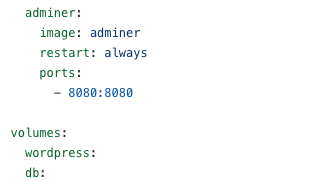 adminer:
    image: adminer
    restart: always
    ports:
      - 8080:8080

volumes:
  wordpress:
  db: